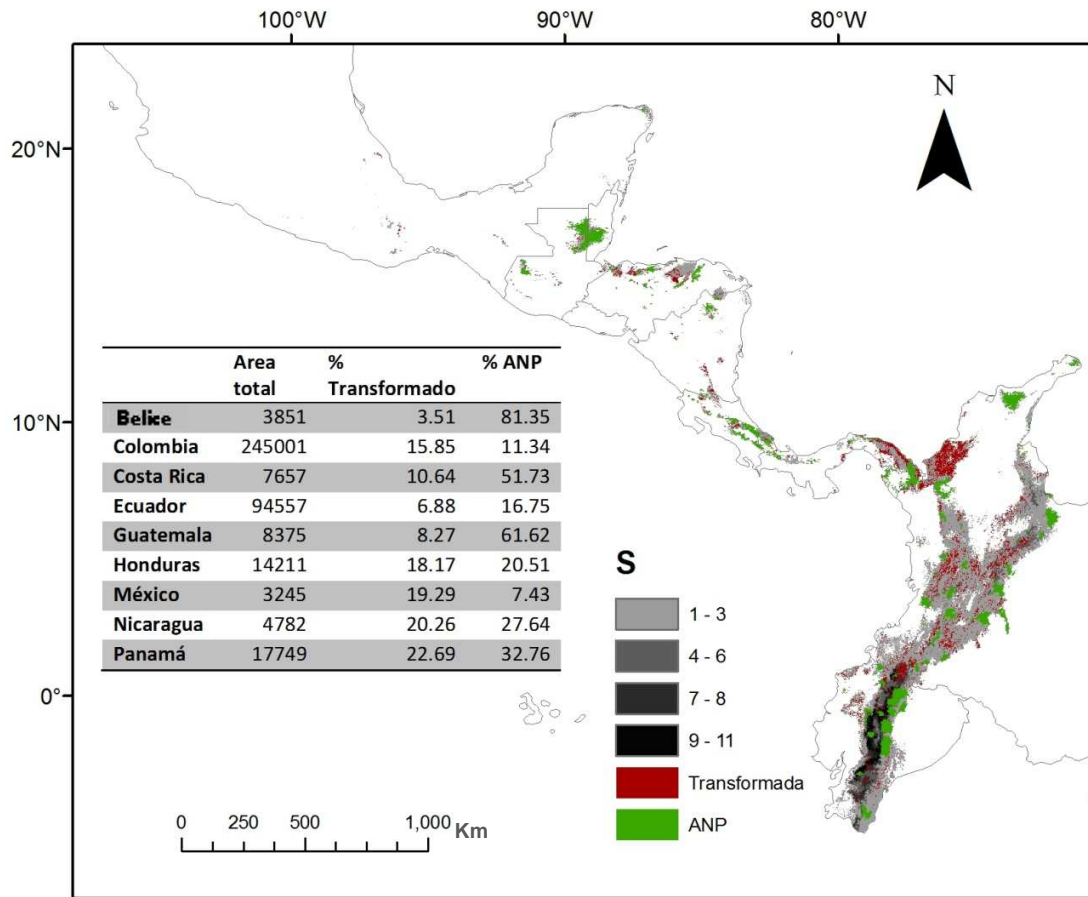 100°W 90°W 80°W
N
20°N
10°N
0°
Area total % Transformado % ANP
Belice 3851 3.51 81.35
Colombia 245001 15.85 11.34
Costa Rica 7657 10.64 51.73
Ecuador 94557 6.88 16.75
Guatemala 8375 8.27 61.62
Honduras 14211 18.17 20.51
México 3245 19.29 7.43
Nicaragua 4782 20.26 27.64
Panamá 17749 22.69 32.76
S
1 - 3
4 - 6
7 - 8
9 - 11
Transformada
ANP
0 250 500 1,000 Km